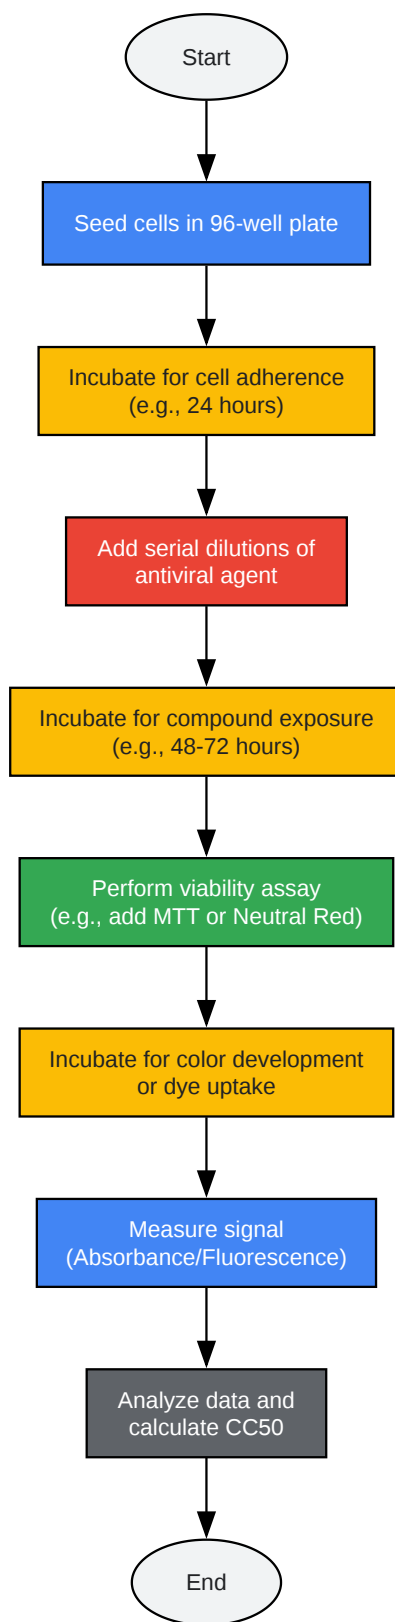 Start
Seed cells in 96-well plate
Incubate for cell adherence
(e.g., 24 hours)
Add serial dilutions of
antiviral agent
Incubate for compound exposure
(e.g., 48-72 hours)
Perform viability assay
(e.g., add MTT or Neutral Red)
Incubate for color development
or dye uptake
Measure signal
(Absorbance/Fluorescence)
Analyze data and
calculate CC50
End